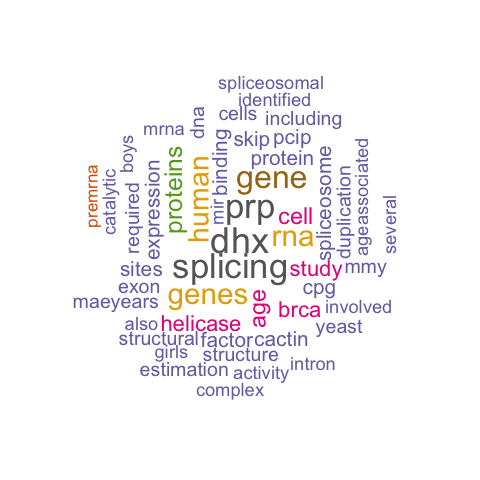 spliceosomal
identified
cells
including
dna
mrna
skip
pcip
boys
binding
protein
proteins
human
gene
premrna
catalytic
required
expression
mir
prp
cell
spliceosome
duplication
ageassociated
several
dhx
rna
sites
splicing
study
mmy
exon
genes
age
cpg
maeyears
brca
involved
also
helicase
yeast
structural
factor
cactin
girls
structure
intron
estimation
activity
complex